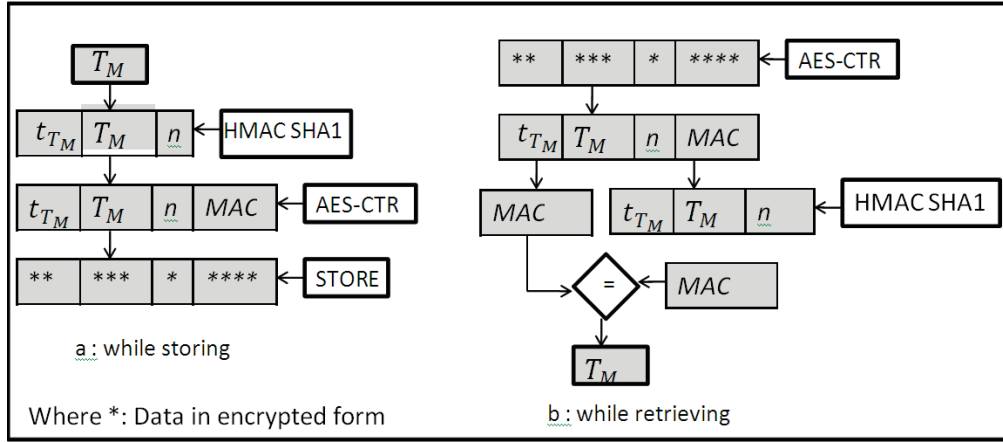 T_M
t_{T_M} T_M n HMAC SHA1
t_{T_M} T_M n MAC AES-CTR
** *** * **** STORE
a : while storing
Where *: Data in encrypted form
** *** * **** AES-CTR
t_{T_M} T_M n MAC
MAC t_{T_M} T_M n HMAC SHA1
= MAC
T_M
b : while retrieving